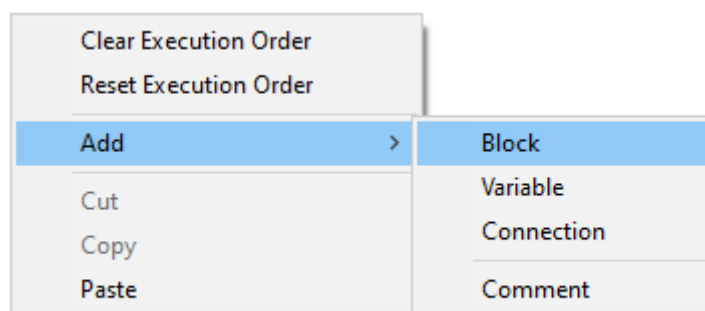 Clear Execution Order
Reset Execution Order
Add
Block
Variable
Connection
Comment
Cut
Copy
Paste